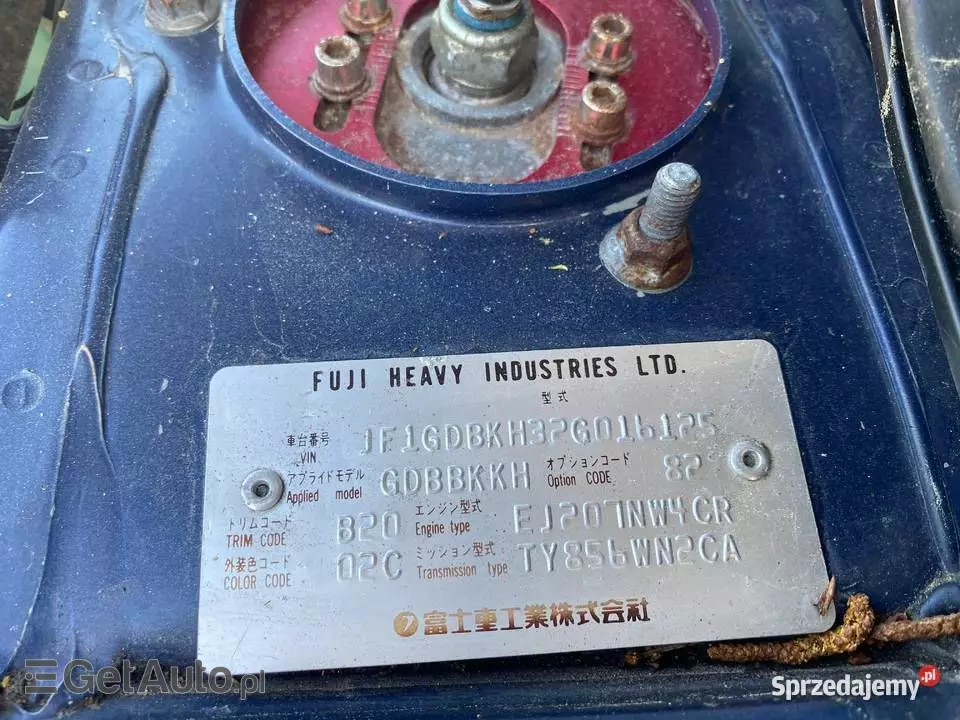 FUJI HEAVY INDUSTRIES LTD.
型式
車台番号 VIN JF1GDBKH32G016125
アプライドモデル Applied model GDBBKKH オプションコード Option CODE 82
トリムコード TRIM CODE 820 エンジン型式 Engine type EJ207NW4CR
外装色コード COLOR CODE 02C ミッション型式 Transmission type TY856WN2CA
富士重工業株式会社
GetAuto.pl
Sprzedajemy.pl